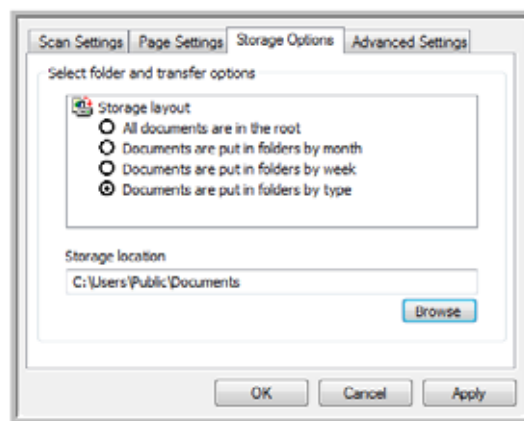 Scan Settings Page Settings Storage Options Advanced Settings
Select folder and transfer options
Storage layout
All documents are in the root
Documents are put in folders by month
Documents are put in folders by week
Documents are put in folders by type
Storage location
C:\Users\Public\Documents
Browse
OK Cancel Apply